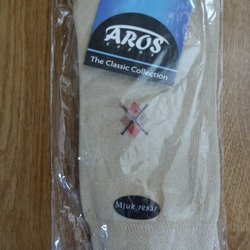 AROS
The Classic Collection
Mjuk resår